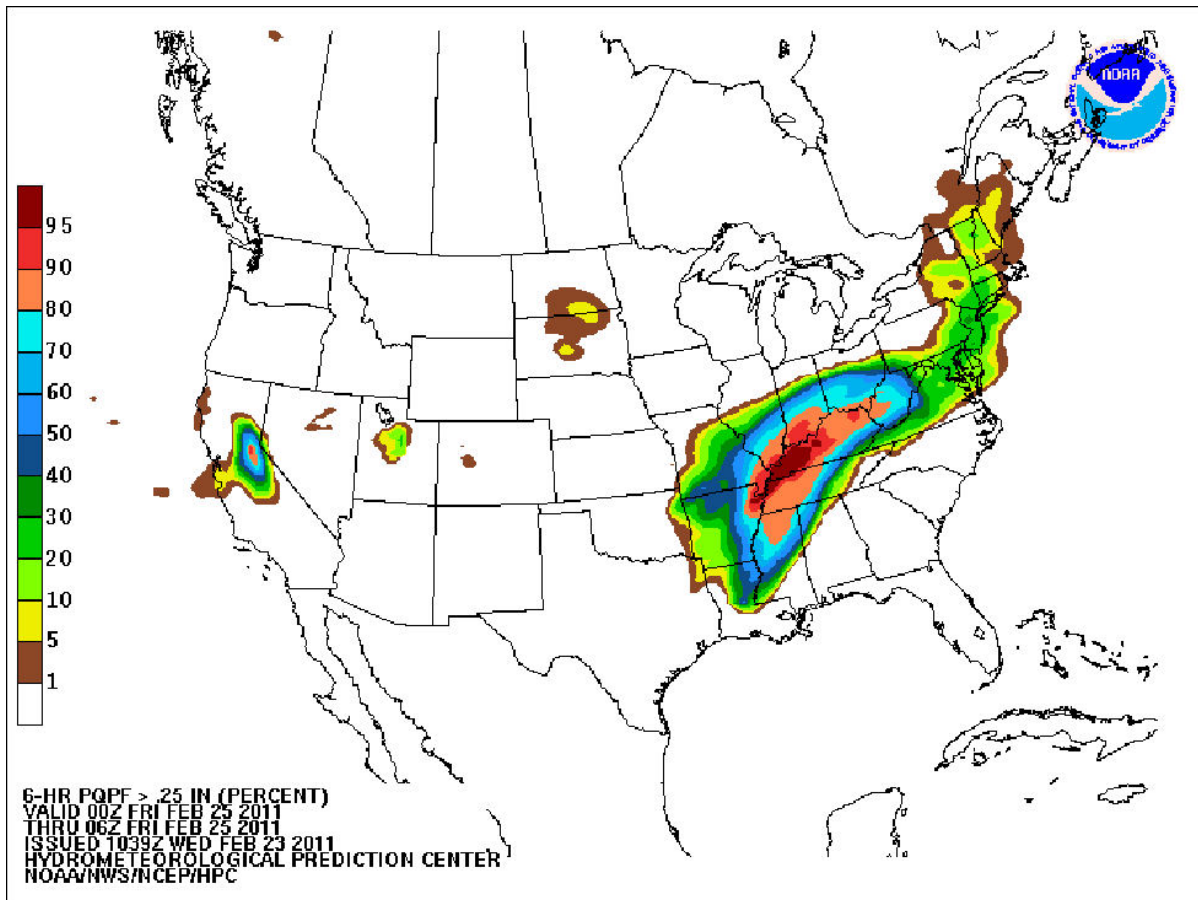 NOAA
95
90
80
70
60
50
40
30
20
10
5
1
6-HR PQPF > .25 IN (PERCENT)
VALID 00Z FRI FEB 25 2011
THRU 06Z FRI FEB 25 2011
ISSUED 1039Z WED FEB 23 2011
HYDROMETEOROLOGICAL PREDICTION CENTER
NOAA/NWS/NCEP/HPC